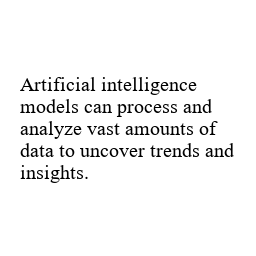 Artificial intelligence
models can process and
analyze vast amounts of
data to uncover trends and
insights.